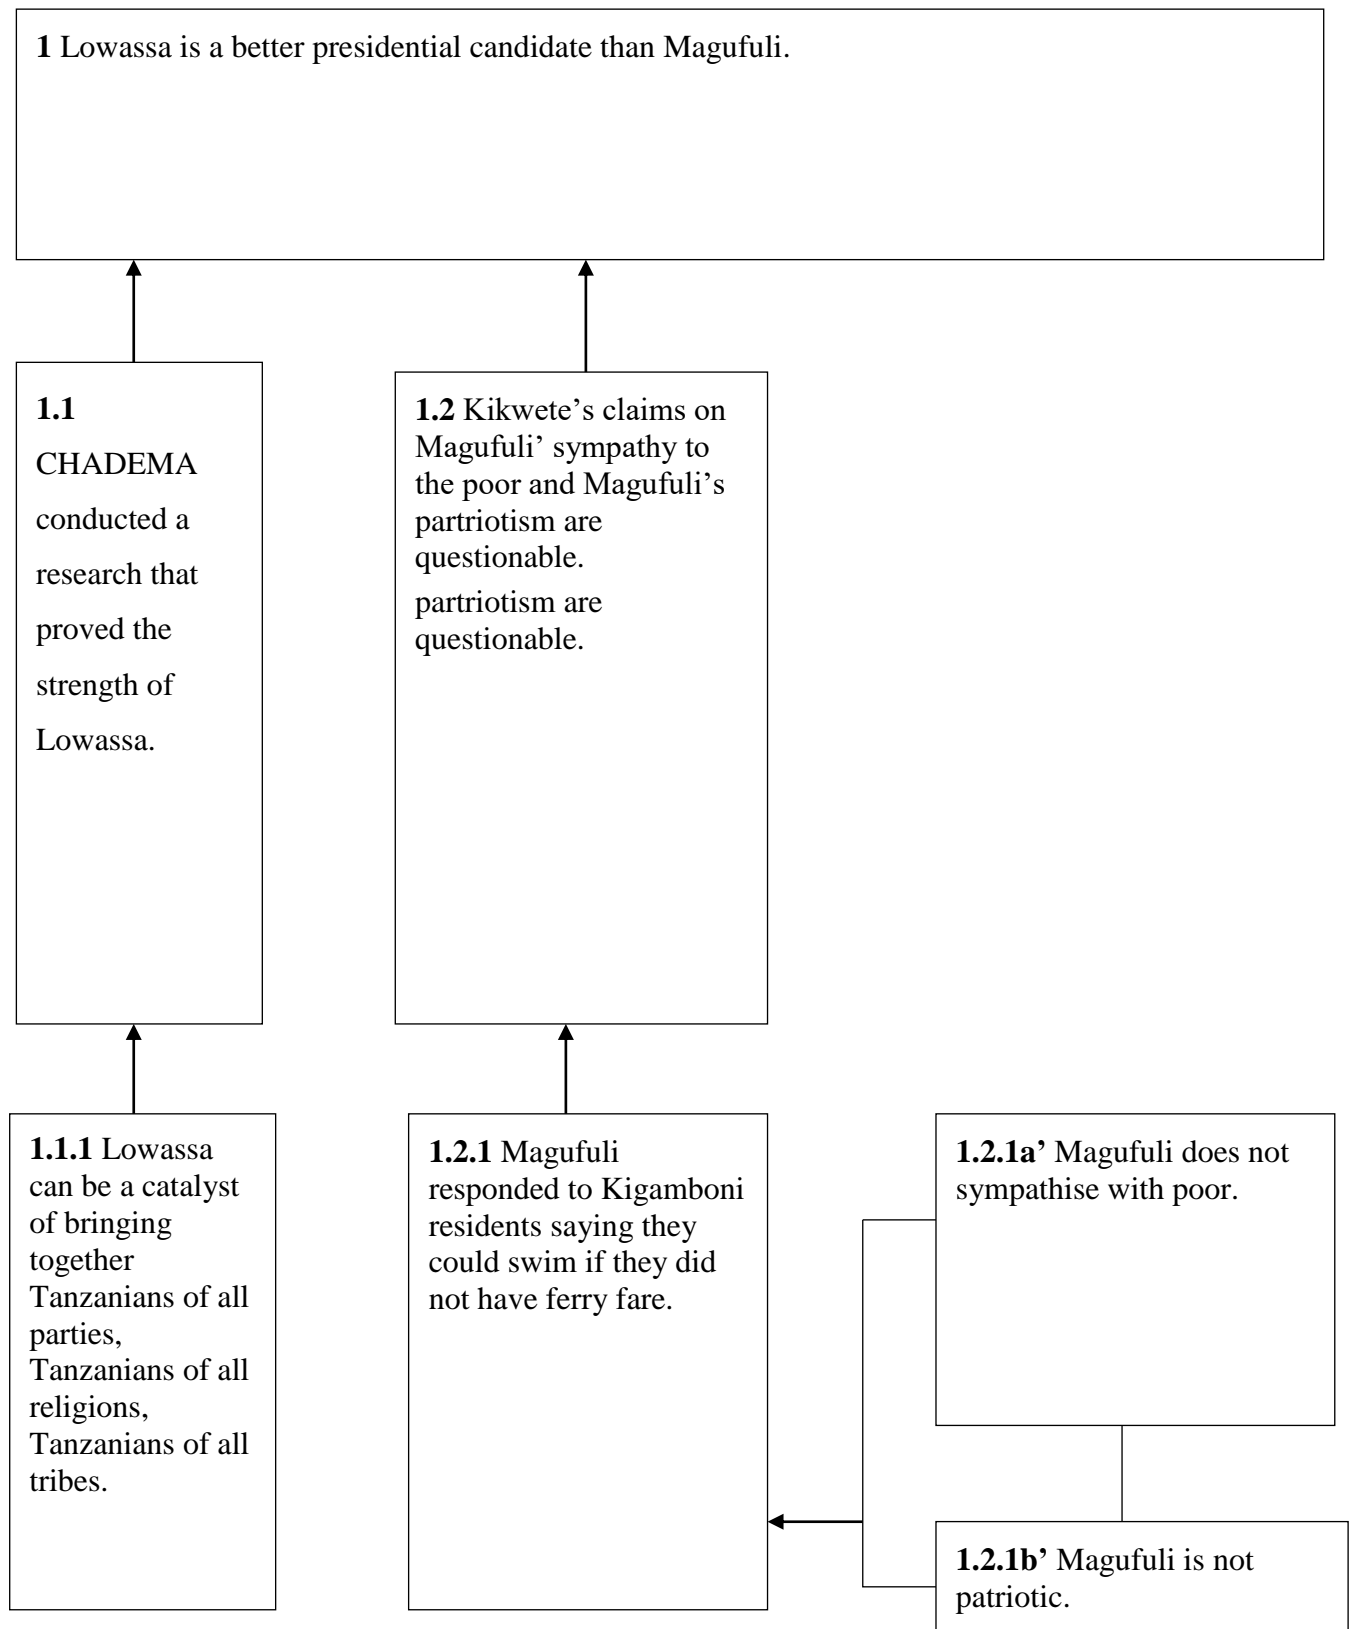 1 Lowassa is a better presidential candidate than Magufuli.
1.1
CHADEMA
conducted a
research that
proved the
strength of
Lowassa.
1.2 Kikwete’s claims on
Magufuli’ sympathy to
the poor and Magufuli’s
partriotism are
questionable.
partriotism are
questionable.
1.1.1 Lowassa
can be a catalyst
of bringing
together
Tanzanians of all
parties,
Tanzanians of all
religions,
Tanzanians of all
tribes.
1.2.1 Magufuli
responded to Kigamboni
residents saying they
could swim if they did
not have ferry fare.
1.2.1a’ Magufuli does not
sympathise with poor.
1.2.1b’ Magufuli is not
patriotic.